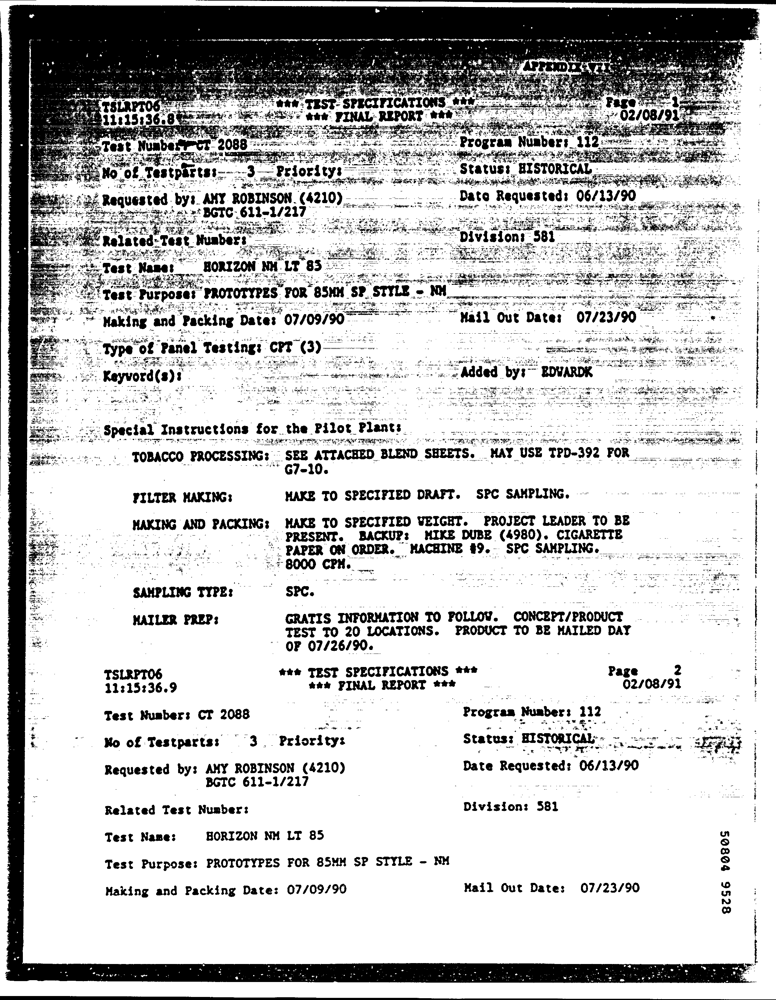 APPENDIX VII
TSLRPT06 *** TEST SPECIFICATIONS *** Page 1
11:15:36.8 *** FINAL REPORT *** 02/08/91
Test Number: CT 2088 Program Number: 112
No of Testparts: 3 Priority: Status: HISTORICAL
Requested by: AMY ROBINSON (4210) Date Requested: 06/13/90
BGTC 611-1/217
Related Test Number: Division: 581
Test Name: HORIZON NM LT 85
Test Purpose: PROTOTYPES FOR 85MM SP STYLE - NM
Making and Packing Date: 07/09/90 Mail Out Date: 07/23/90
Type of Panel Testing: CPT (3)
Keyword(s): Added by: EDWARDK
Special Instructions for the Pilot Plant:
TOBACCO PROCESSING: SEE ATTACHED BLEND SHEETS. MAY USE TPD-392 FOR
G7-10.
FILTER MAKING: MAKE TO SPECIFIED DRAFT. SPC SAMPLING.
MAKING AND PACKING: MAKE TO SPECIFIED WEIGHT. PROJECT LEADER TO BE
PRESENT. BACKUP: MIKE DUBE (4980). CIGARETTE
PAPER ON ORDER. MACHINE #9. SPC SAMPLING.
8000 CPM.
SAMPLING TYPE: SPC.
MAILER PREP: GRATIS INFORMATION TO FOLLOW. CONCEPT/PRODUCT
TEST TO 20 LOCATIONS. PRODUCT TO BE MAILED DAY
OF 07/26/90.
TSLRPT06 *** TEST SPECIFICATIONS *** Page 2
11:15:36.9 *** FINAL REPORT *** 02/08/91
Test Number: CT 2088 Program Number: 112
No of Testparts: 3 Priority: Status: HISTORICAL
Requested by: AMY ROBINSON (4210) Date Requested: 06/13/90
BGTC 611-1/217
Related Test Number: Division: 581
Test Name: HORIZON NM LT 85
Test Purpose: PROTOTYPES FOR 85MM SP STYLE - NM
Making and Packing Date: 07/09/90 Mail Out Date: 07/23/90
50804 9528